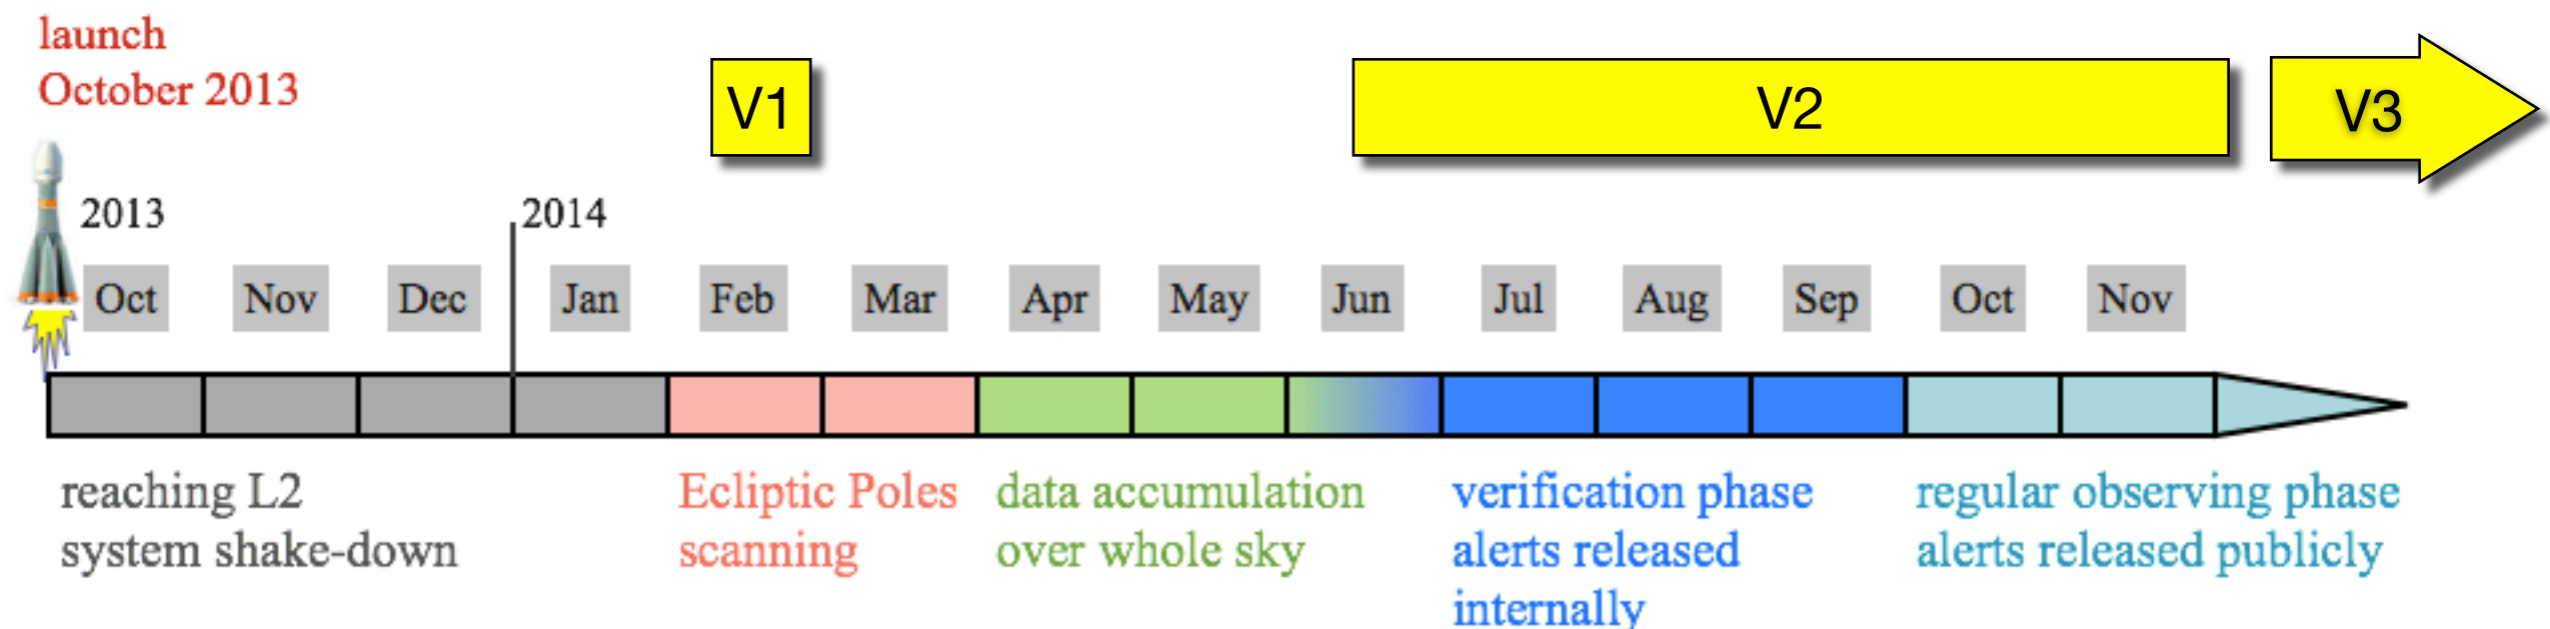 launch
October 2013
V1
V2
V3
2013
2014
Oct Nov Dec Jan Feb Mar Apr May Jun Jul Aug Sep Oct Nov
reaching L2
system shake-down
Ecliptic Poles
scanning
data accumulation
over whole sky
verification phase
alerts released
internally
regular observing phase
alerts released publicly